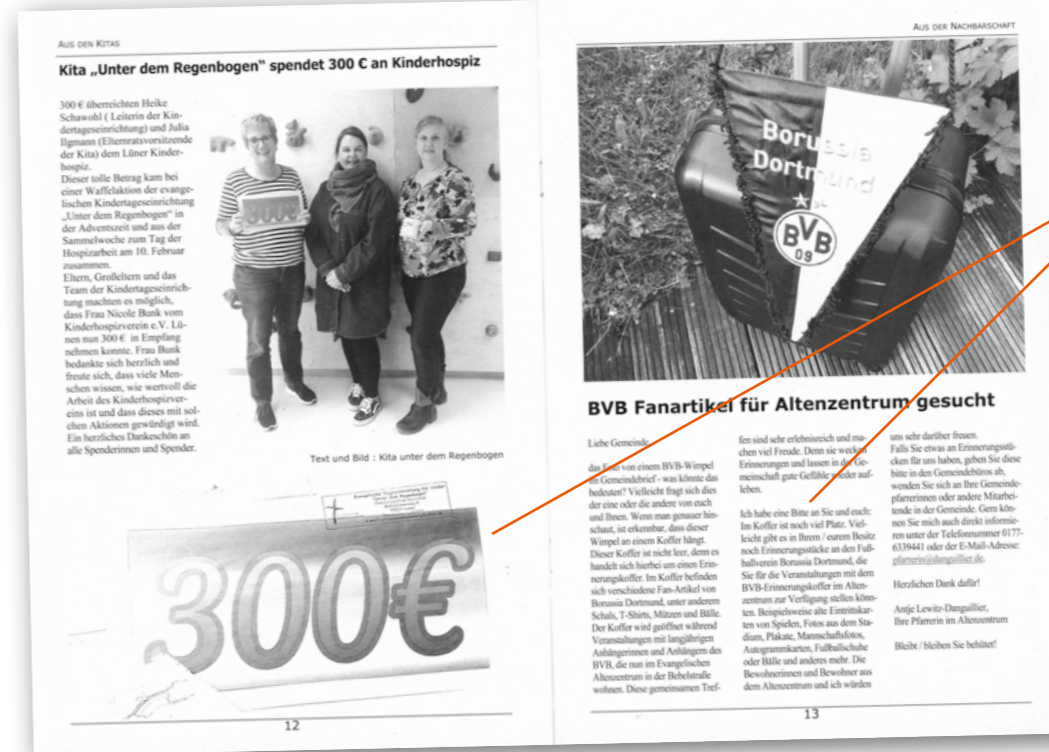 AUS DEN KITAS
Kita „Unter dem Regenbogen" spendet 300 € an Kinderhospiz
300 € überreichten Heike
Schawohl ( Leiterin der Kin-
dertageseinrichtung) und Julia
Ilgmann (Elternratsvorsitzende
der Kita) dem Lüner Kinder-
hospiz.
Dieser tolle Betrag kam bei
einer Waffelaktion der evange-
lischen Kindertageseinrichtung
„Unter dem Regenbogen" in
der Adventszeit und aus der
Sammelwoche zum Tag der
Hospizarbeit am 10. Februar
zusammen.
Eltern, Großeltern und das
Team der Kindertageseinrich-
tung machten es möglich,
dass Frau Nicole Bunk vom
Kinderhospizverein e.V. Lü-
nen nun 300 € in Empfang
nehmen konnte. Frau Bunk
bedankte sich herzlich und
freute sich, dass viele Men-
schen wissen, wie wertvoll die
Arbeit des Kinderhospizver-
eins ist und dass dieses mit sol-
chen Aktionen gewürdigt wird.
Ein herzliches Dankeschön an
alle Spenderinnen und Spender.
300€
Text und Bild : Kita unter dem Regenbogen
300€
12
AUS DER NACHBARSCHAFT
Borussia
Dortmund
BVB
09
BVB Fanartikel für Altenzentrum gesucht
Liebe Gemeinde,
das Foto von einem BVB-Wimpel
im Gemeindebrief - was könnte das
bedeuten? Vielleicht fragt sich dies
der eine oder die andere von euch
und Ihnen. Wenn man genauer hin-
schaut, ist erkennbar, dass dieser
Wimpel an einem Koffer hängt.
Dieser Koffer ist nicht leer, denn es
handelt sich hierbei um einen Erin-
nerungskoffer. Im Koffer befinden
sich verschiedene Fan-Artikel von
Borussia Dortmund, unter anderem
Schals, T-Shirts, Mützen und Bälle.
Der Koffer wird geöffnet während
Veranstaltungen mit langjährigen
Anhängerinnen und Anhängern des
BVB, die nun im Evangelischen
Altenzentrum in der Bebelstraße
wohnen. Diese gemeinsamen Tref-
fen sind sehr erlebnisreich und ma-
chen viel Freude. Denn sie wecken
Erinnerungen und lassen in der Ge-
meinschaft gute Gefühle wieder auf-
leben.
Ich habe eine Bitte an Sie und euch:
Im Koffer ist noch viel Platz. Viel-
leicht gibt es in Ihrem / eurem Besitz
noch Erinnerungsstücke an den Fuß-
ballverein Borussia Dortmund, die
Sie für die Veranstaltungen mit dem
BVB-Erinnerungskoffer im Alten-
zentrum zur Verfügung stellen könn-
ten. Beispielsweise alte Eintrittskar-
ten von Spielen, Fotos aus dem Sta-
dium, Plakate, Mannschaftsfotos,
Autogrammkarten, Fußballschuhe
oder Bälle und anderes mehr. Die
Bewohnerinnen und Bewohner aus
dem Altenzentrum und ich würden
uns sehr darüber freuen.
Falls Sie etwas an Erinnerungsstü-
cken für uns haben, geben Sie diese
bitte in den Gemeindebüros ab,
wenden Sie sich an Ihre Gemeinde-
pfarrerinnen oder andere Mitarbei-
tende in der Gemeinde. Gern kön-
nen Sie mich auch direkt informie-
ren unter der Telefonnummer 0177-
6339441 oder der E-Mail-Adresse:
pfarrerin@danguillier.de.
Herzlichen Dank dafür!
Antje Lewitz-Danguillier,
Ihre Pfarrerin im Altenzentrum
Bleibt / bleiben Sie behütet!
13